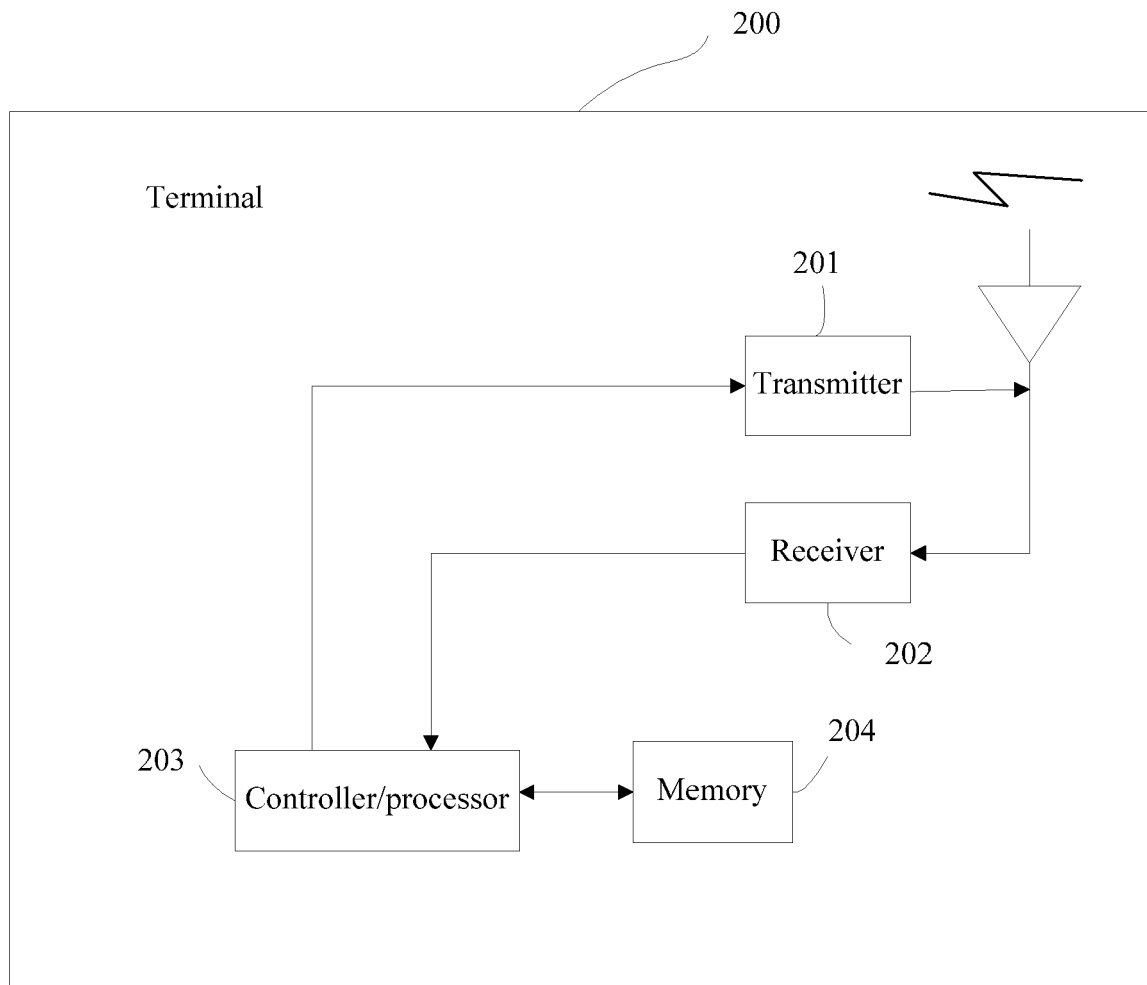 200
Terminal
201
Transmitter
Receiver
202
203
204
Controller/processor
Memory